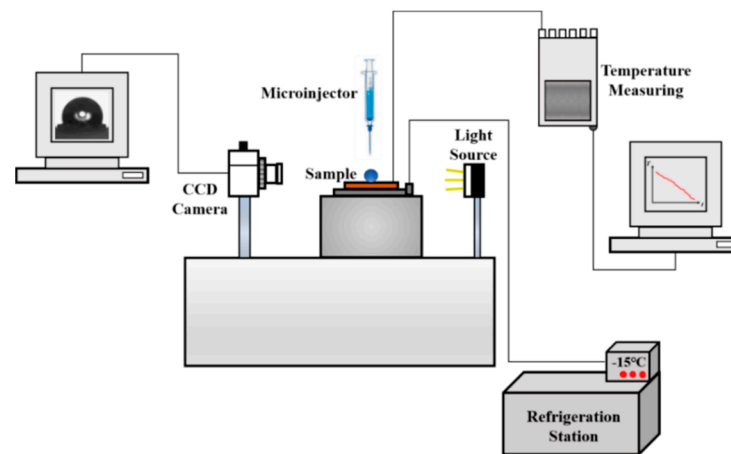 Microinjector
Sample
CCD
Camera
Light
Source
Temperature
Measuring
T
t
-15°C
Refrigeration
Station